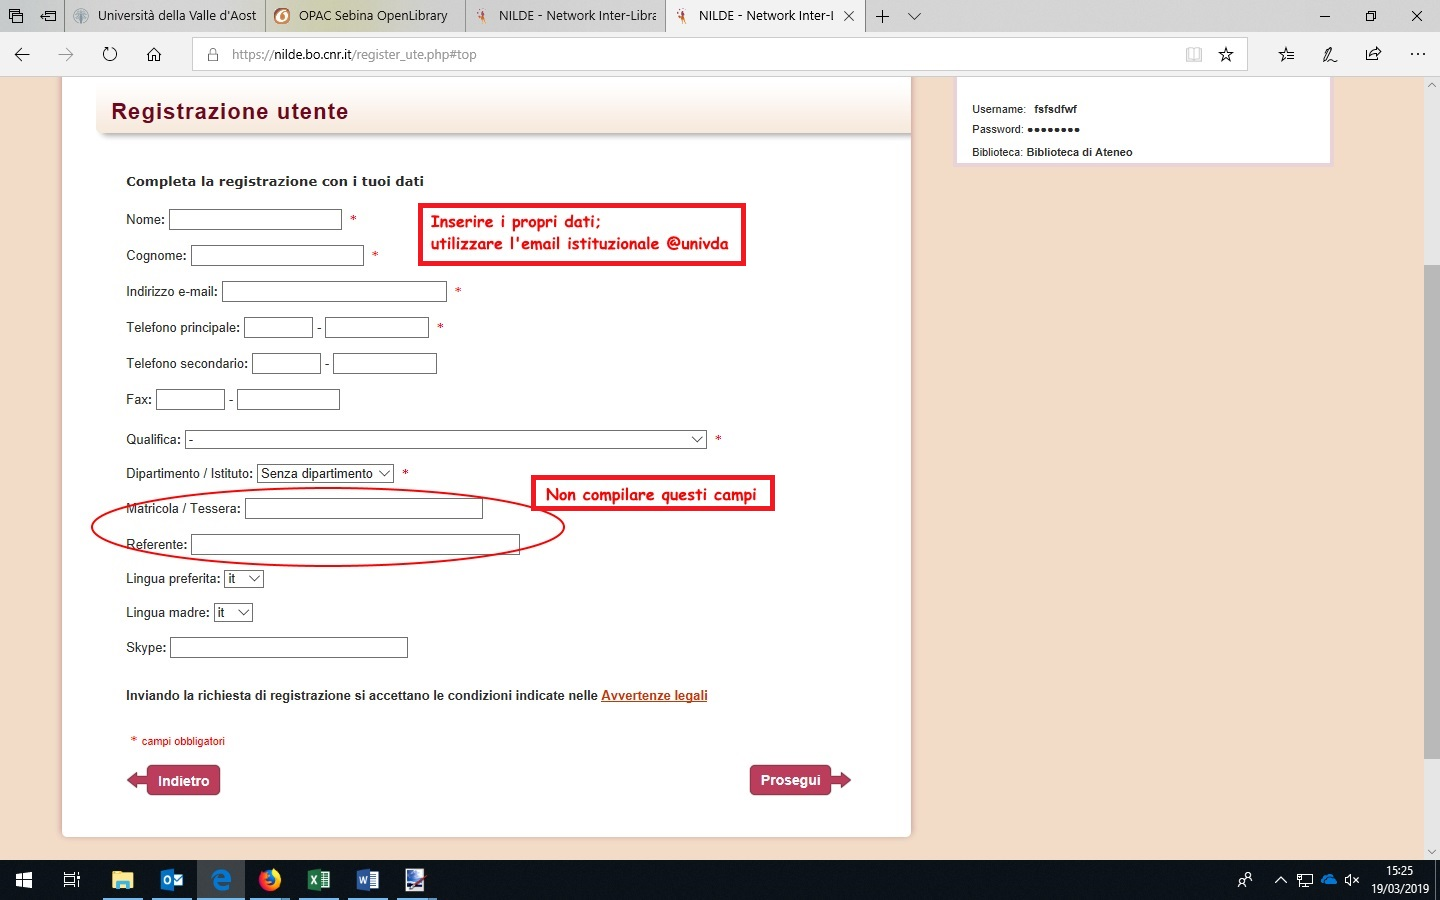 Università della Valle d'Aost
OPAC Sebina OpenLibrary
NILDE - Network Inter-Libra
NILDE - Network Inter-L
https://nilde.bo.cnr.it/register_ute.php#top
Registrazione utente
Username: fsfsdfwf
Password: ●●●●●●●●
Biblioteca: Biblioteca di Ateneo
Completa la registrazione con i tuoi dati
Nome: *
Inserire i propri dati;
utilizzare l'email istituzionale @univda
Cognome: *
Indirizzo e-mail: *
Telefono principale: - *
Telefono secondario: -
Fax: -
Qualifica: - *
Dipartimento / Istituto: Senza dipartimento *
Non compilare questi campi
Matricola / Tessera:
Referente:
Lingua preferita: it
Lingua madre: it
Skype:
Inviando la richiesta di registrazione si accettano le condizioni indicate nelle Avvertenze legali
* campi obbligatori
Indietro
Prosegui
15:25
19/03/2019